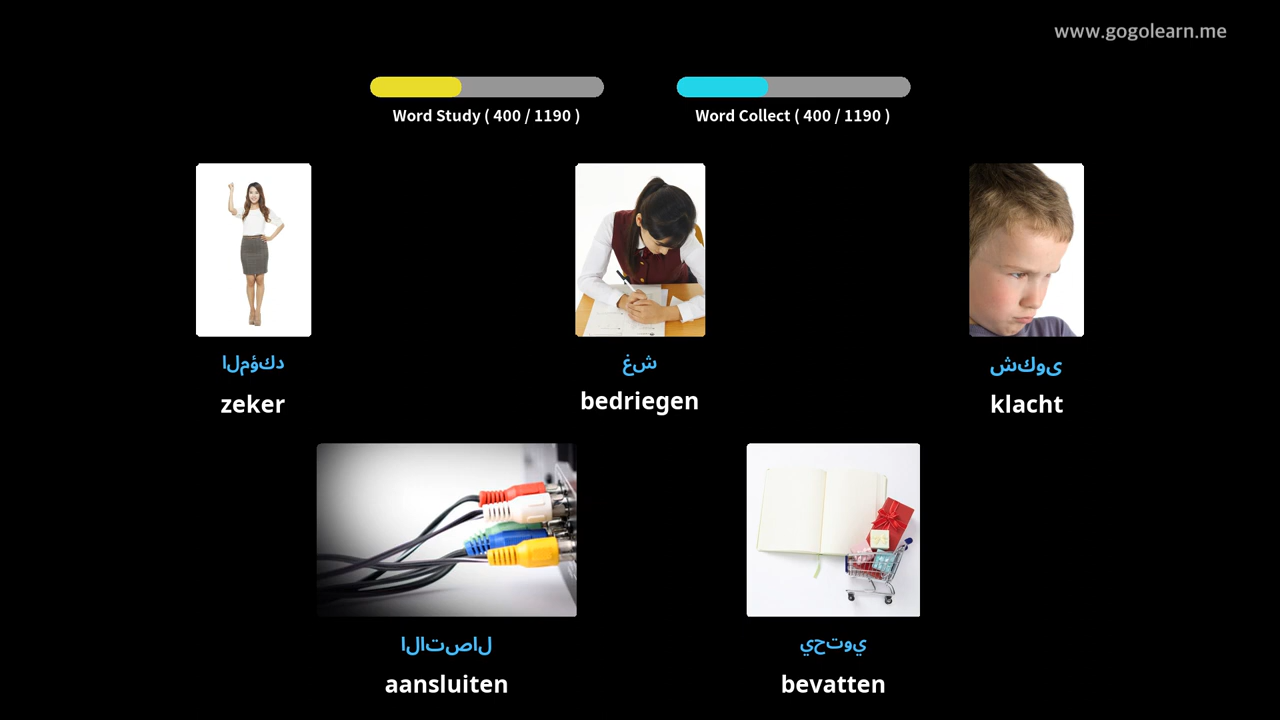 www.gogolearn.me
Word Study ( 400 / 1190 )
Word Collect ( 400 / 1190 )
المؤكد
zeker
غش
bedriegen
شكوى
klacht
الاتصال
aansluiten
يحتوي
bevatten